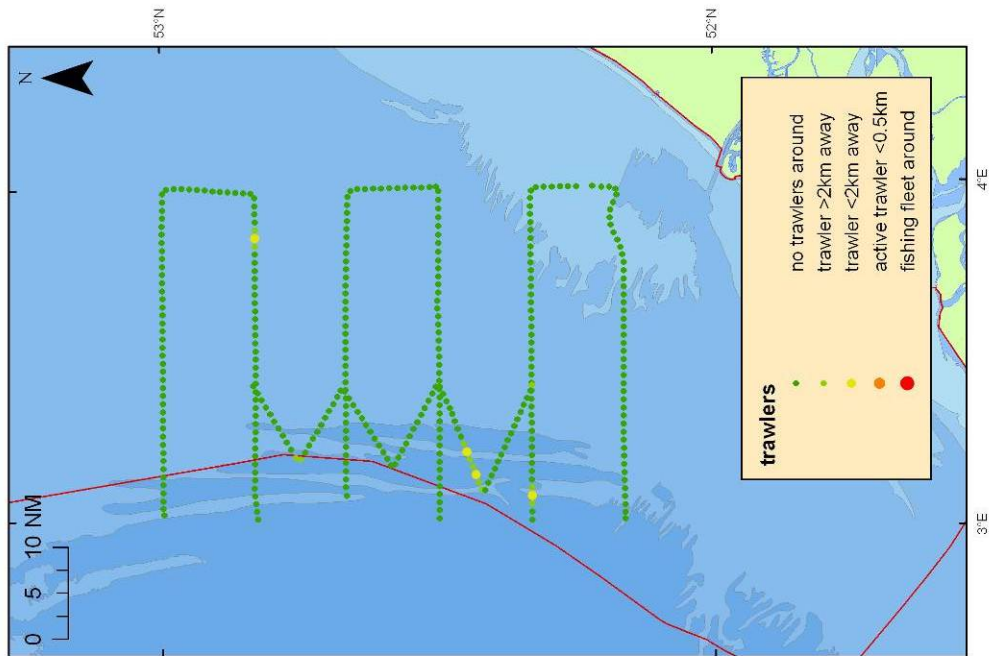 53°N
52°N
N
0 5 10 NM
4°E
3°E
trawlers
no trawlers around
trawler >2km away
trawler <2km away
active trawler <0.5km
fishing fleet around